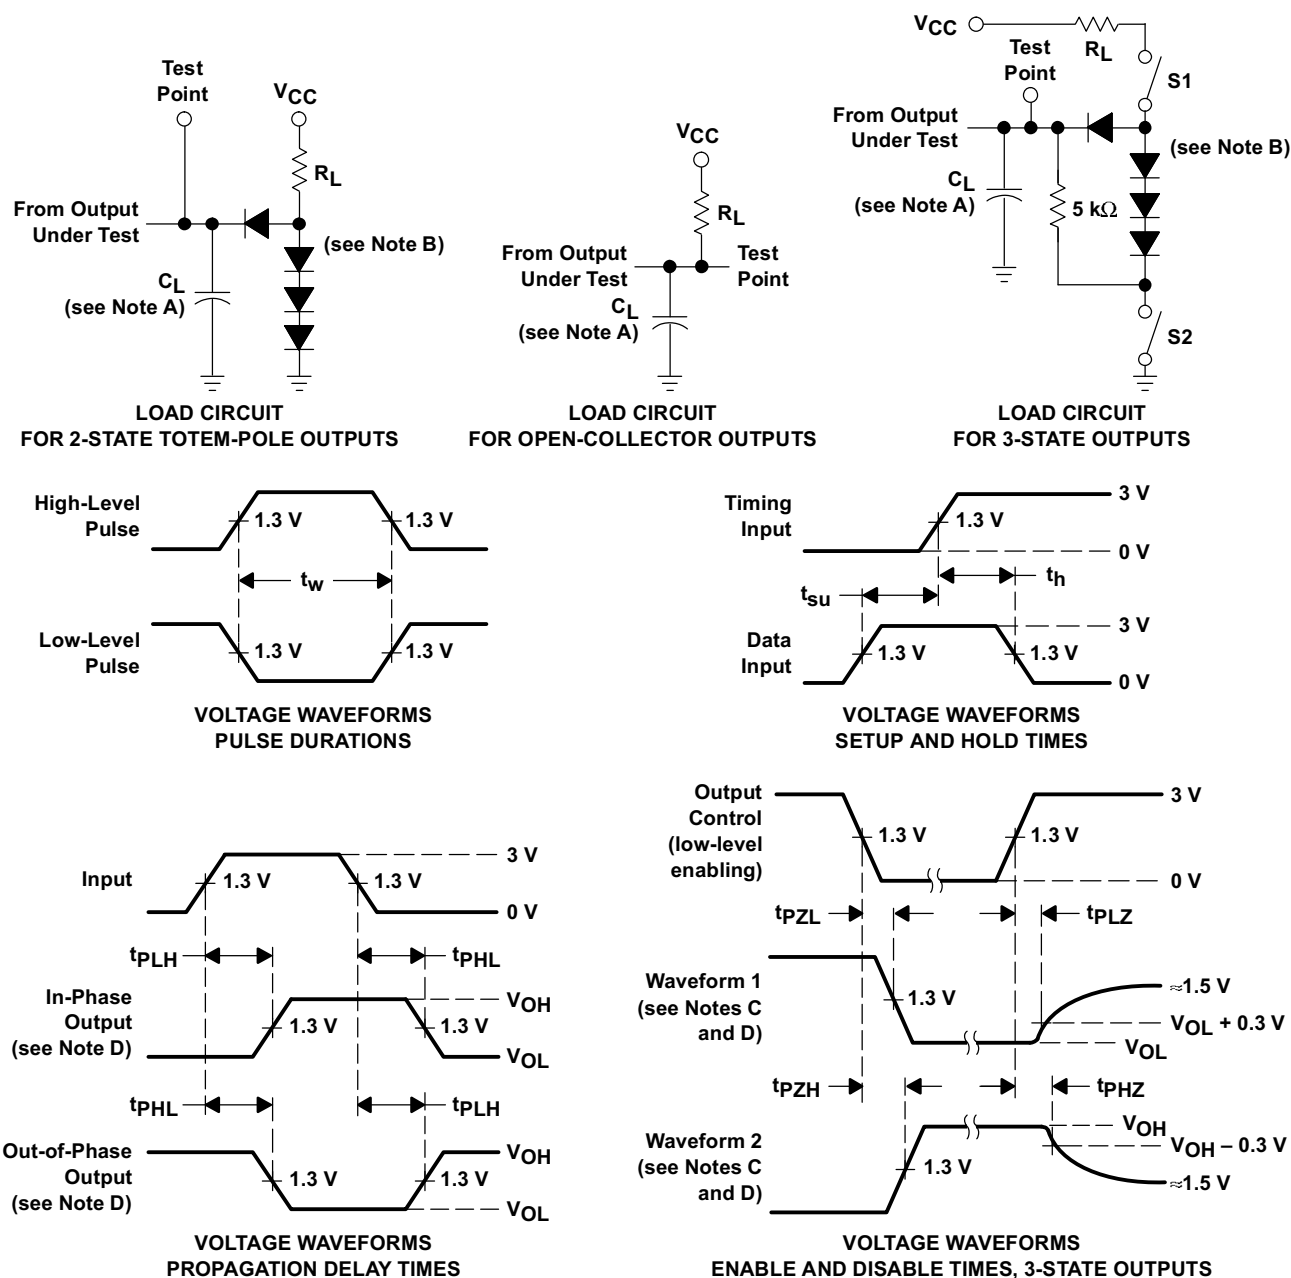 Test
Point
VCC
RL
From Output
Under Test
(see Note B)
CL
(see Note A)
LOAD CIRCUIT
FOR 2-STATE TOTEM-POLE OUTPUTS
VCC
RL
From Output
Under Test
Test
Point
CL
(see Note A)
LOAD CIRCUIT
FOR OPEN-COLLECTOR OUTPUTS
VCC
RL
Test
Point
S1
From Output
Under Test
(see Note B)
CL
(see Note A)
5 kΩ
S2
LOAD CIRCUIT
FOR 3-STATE OUTPUTS
High-Level
Pulse
1.3 V
1.3 V
tw
Low-Level
Pulse
1.3 V
1.3 V
VOLTAGE WAVEFORMS
PULSE DURATIONS
Timing
Input
1.3 V
3 V
0 V
th
tsu
Data
Input
1.3 V
1.3 V
3 V
0 V
VOLTAGE WAVEFORMS
SETUP AND HOLD TIMES
Input
1.3 V
1.3 V
3 V
0 V
tPLH
tPHL
In-Phase
Output
(see Note D)
1.3 V
1.3 V
VOH
VOL
tPHL
tPLH
Out-of-Phase
Output
(see Note D)
1.3 V
1.3 V
VOH
VOL
VOLTAGE WAVEFORMS
PROPAGATION DELAY TIMES
Output
Control
(low-level
enabling)
1.3 V
1.3 V
3 V
0 V
tPZL
tPLZ
Waveform 1
(see Notes C
and D)
1.3 V
≈1.5 V
VOL + 0.3 V
VOL
tPZH
tPHZ
Waveform 2
(see Notes C
and D)
1.3 V
VOH
VOH – 0.3 V
≈1.5 V
VOLTAGE WAVEFORMS
ENABLE AND DISABLE TIMES, 3-STATE OUTPUTS